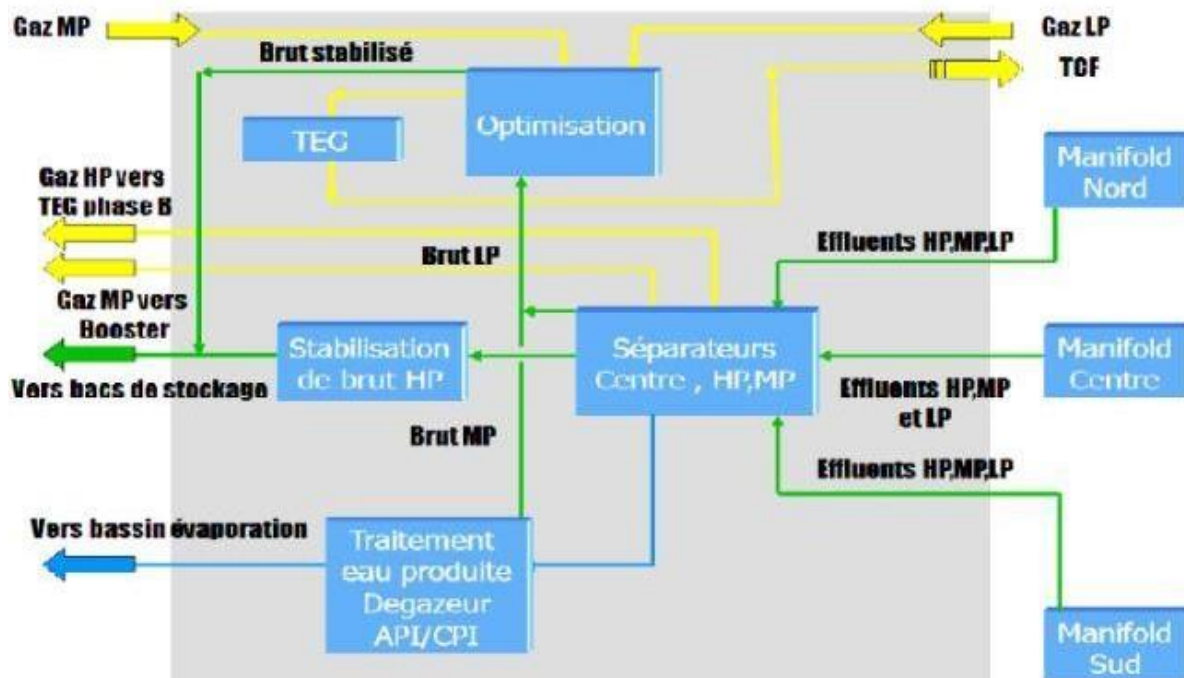 Gaz MP
Gaz LP
Brut stabilisé
TCF
Optimisation
TEG
Manifold
Nord
Gaz HP vers
TEG phase B
Effluents HP,MP,LP
Brut LP
Gaz MP vers
Booster
Stabilisation
de brut HP
Séparateurs
Centre , HP,MP
Manifold
Centre
Vers bacs de stockage
Effluents HP,MP
et LP
Brut MP
Effluents HP,MP,LP
Vers bassin évaporation
Traitement
eau produite
Degazeur
API/CPI
Manifold
Sud